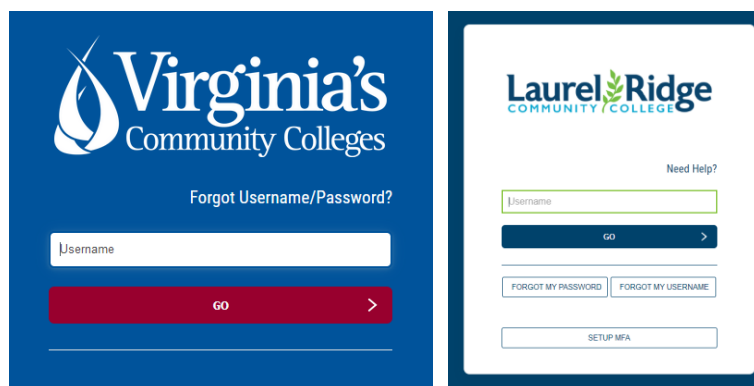 Virginia's
Community Colleges
Forgot Username/Password?
Username
GO
Laurel Ridge
COMMUNITY COLLEGE
Need Help?
Username
GO
FORGOT MY PASSWORD
FORGOT MY USERNAME
SETUP MFA